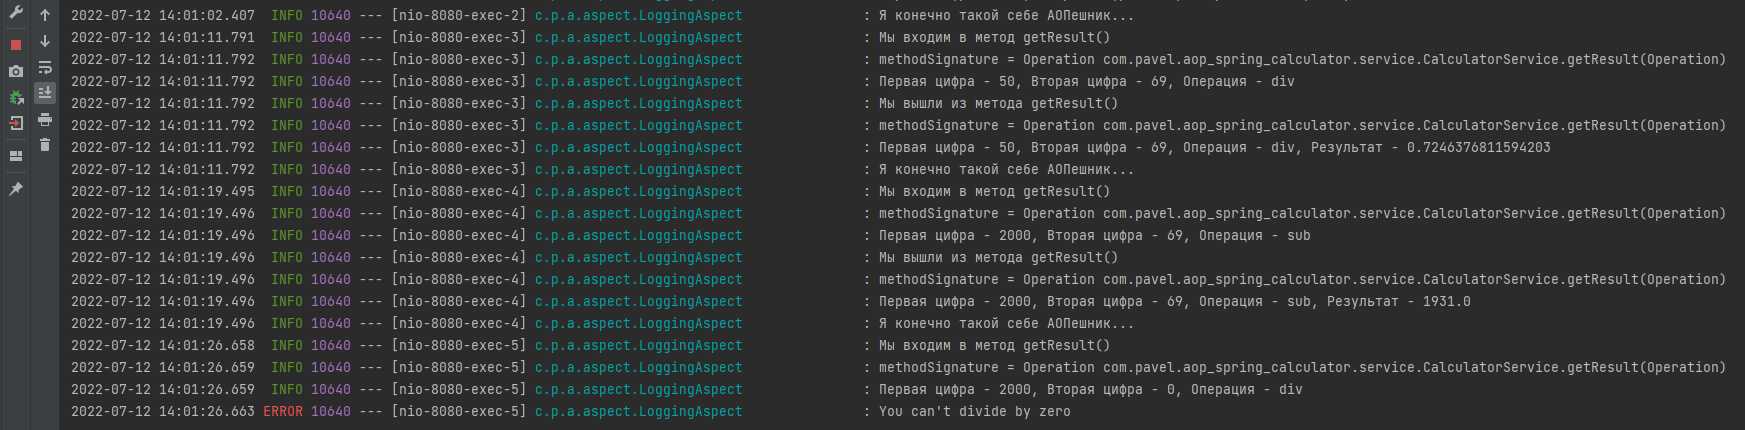 2022-07-12 14:01:02.407  INFO 10640 --- [nio-8080-exec-2] c.p.a.aspect.LoggingAspect               : Я конечно такой себе АОПешник...
2022-07-12 14:01:11.791  INFO 10640 --- [nio-8080-exec-3] c.p.a.aspect.LoggingAspect               : Мы входим в метод getResult()
2022-07-12 14:01:11.792  INFO 10640 --- [nio-8080-exec-3] c.p.a.aspect.LoggingAspect               : methodSignature = Operation com.pavel.aop_spring_calculator.service.CalculatorService.getResult(Operation)
2022-07-12 14:01:11.792  INFO 10640 --- [nio-8080-exec-3] c.p.a.aspect.LoggingAspect               : Первая цифра - 50, Вторая цифра - 69, Операция - div
2022-07-12 14:01:11.792  INFO 10640 --- [nio-8080-exec-3] c.p.a.aspect.LoggingAspect               : Мы вышли из метода getResult()
2022-07-12 14:01:11.792  INFO 10640 --- [nio-8080-exec-3] c.p.a.aspect.LoggingAspect               : methodSignature = Operation com.pavel.aop_spring_calculator.service.CalculatorService.getResult(Operation)
2022-07-12 14:01:11.792  INFO 10640 --- [nio-8080-exec-3] c.p.a.aspect.LoggingAspect               : Первая цифра - 50, Вторая цифра - 69, Операция - div, Результат - 0.7246376811594203
2022-07-12 14:01:11.792  INFO 10640 --- [nio-8080-exec-3] c.p.a.aspect.LoggingAspect               : Я конечно такой себе АОПешник...
2022-07-12 14:01:19.495  INFO 10640 --- [nio-8080-exec-4] c.p.a.aspect.LoggingAspect               : Мы входим в метод getResult()
2022-07-12 14:01:19.496  INFO 10640 --- [nio-8080-exec-4] c.p.a.aspect.LoggingAspect               : methodSignature = Operation com.pavel.aop_spring_calculator.service.CalculatorService.getResult(Operation)
2022-07-12 14:01:19.496  INFO 10640 --- [nio-8080-exec-4] c.p.a.aspect.LoggingAspect               : Первая цифра - 2000, Вторая цифра - 69, Операция - sub
2022-07-12 14:01:19.496  INFO 10640 --- [nio-8080-exec-4] c.p.a.aspect.LoggingAspect               : Мы вышли из метода getResult()
2022-07-12 14:01:19.496  INFO 10640 --- [nio-8080-exec-4] c.p.a.aspect.LoggingAspect               : methodSignature = Operation com.pavel.aop_spring_calculator.service.CalculatorService.getResult(Operation)
2022-07-12 14:01:19.496  INFO 10640 --- [nio-8080-exec-4] c.p.a.aspect.LoggingAspect               : Первая цифра - 2000, Вторая цифра - 69, Операция - sub, Результат - 1931.0
2022-07-12 14:01:19.496  INFO 10640 --- [nio-8080-exec-4] c.p.a.aspect.LoggingAspect               : Я конечно такой себе АОПешник...
2022-07-12 14:01:26.658  INFO 10640 --- [nio-8080-exec-5] c.p.a.aspect.LoggingAspect               : Мы входим в метод getResult()
2022-07-12 14:01:26.659  INFO 10640 --- [nio-8080-exec-5] c.p.a.aspect.LoggingAspect               : methodSignature = Operation com.pavel.aop_spring_calculator.service.CalculatorService.getResult(Operation)
2022-07-12 14:01:26.659  INFO 10640 --- [nio-8080-exec-5] c.p.a.aspect.LoggingAspect               : Первая цифра - 2000, Вторая цифра - 0, Операция - div
2022-07-12 14:01:26.663 ERROR 10640 --- [nio-8080-exec-5] c.p.a.aspect.LoggingAspect               : You can't divide by zero